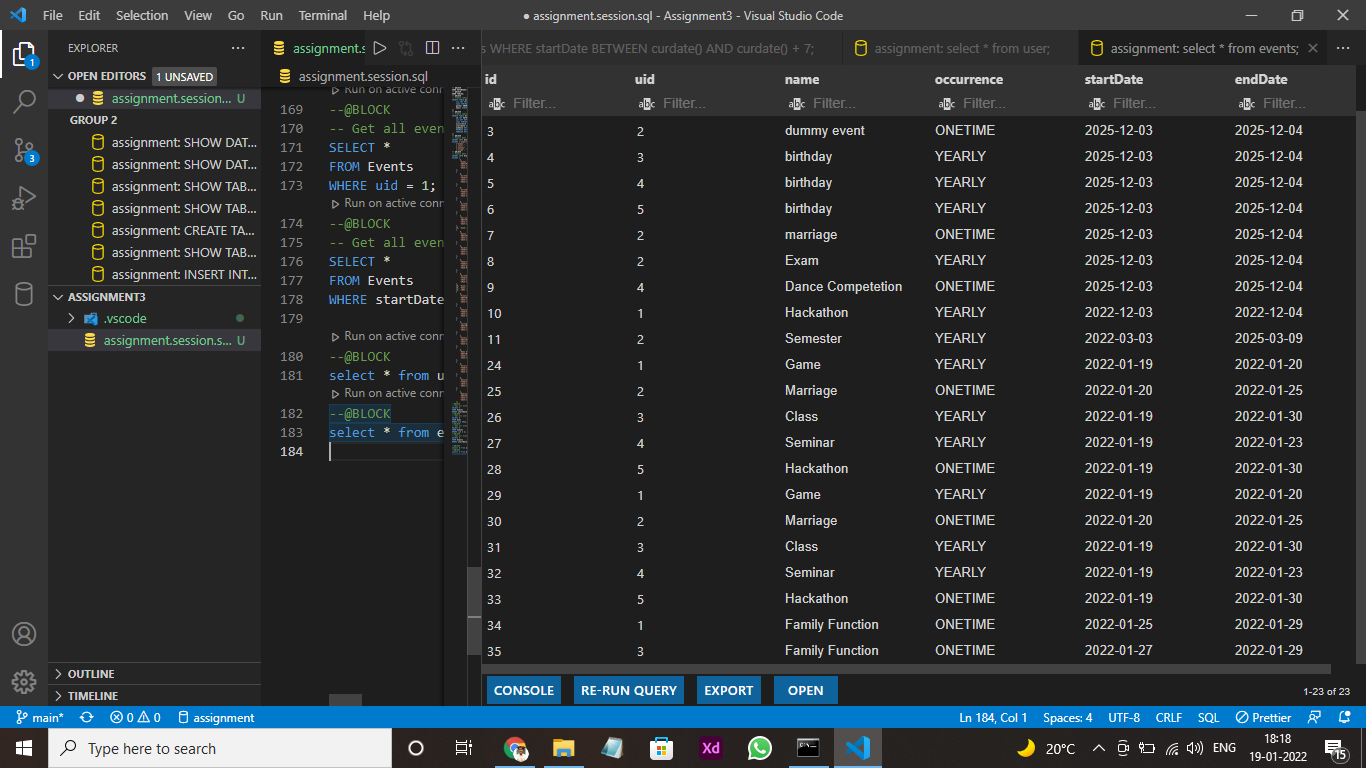 File Edit Selection View Go Run Terminal Help
● assignment.session.sql - Assignment3 - Visual Studio Code
EXPLORER
OPEN EDITORS 1 UNSAVED
assignment.session... U
GROUP 2
assignment: SHOW DAT...
assignment: SHOW DAT...
assignment: SHOW TAB...
assignment: SHOW TAB...
assignment: CREATE TA...
assignment: SHOW TAB...
assignment: INSERT INT...
ASSIGNMENT3
.vscode
assignment.session.s... U
OUTLINE
TIMELINE
1
3
assignment.s
assignment.session.sql
Run on active conn
169 --@BLOCK
170 -- Get all even
171 SELECT *
172 FROM Events
173 WHERE uid = 1;
Run on active conn
174 --@BLOCK
175 -- Get all even
176 SELECT *
177 FROM Events
178 WHERE startDate
179
Run on active conn
180 --@BLOCK
181 select * from u
Run on active conn
182 --@BLOCK
183 select * from e
184
s WHERE startDate BETWEEN curdate() AND curdate() + 7;
assignment: select * from user;
assignment: select * from events;
id uid name occurrence startDate endDate
abc Filter... abc Filter... abc Filter... abc Filter... abc Filter... abc Filter...
3 2 dummy event ONETIME 2025-12-03 2025-12-04
4 3 birthday YEARLY 2025-12-03 2025-12-04
5 4 birthday YEARLY 2025-12-03 2025-12-04
6 5 birthday YEARLY 2025-12-03 2025-12-04
7 2 marriage ONETIME 2025-12-03 2025-12-04
8 2 Exam YEARLY 2025-12-03 2025-12-04
9 4 Dance Competetion ONETIME 2025-12-03 2025-12-04
10 1 Hackathon YEARLY 2022-12-03 2022-12-04
11 2 Semester YEARLY 2022-03-03 2025-03-09
24 1 Game YEARLY 2022-01-19 2022-01-20
25 2 Marriage ONETIME 2022-01-20 2022-01-25
26 3 Class YEARLY 2022-01-19 2022-01-30
27 4 Seminar YEARLY 2022-01-19 2022-01-23
28 5 Hackathon ONETIME 2022-01-19 2022-01-30
29 1 Game YEARLY 2022-01-19 2022-01-20
30 2 Marriage ONETIME 2022-01-20 2022-01-25
31 3 Class YEARLY 2022-01-19 2022-01-30
32 4 Seminar YEARLY 2022-01-19 2022-01-23
33 5 Hackathon ONETIME 2022-01-19 2022-01-30
34 1 Family Function ONETIME 2022-01-25 2022-01-29
35 3 Family Function ONETIME 2022-01-27 2022-01-29
CONSOLE RE-RUN QUERY EXPORT OPEN
1-23 of 23
main* 0 0 assignment
Ln 184, Col 1 Spaces: 4 UTF-8 CRLF SQL Prettier
Type here to search
Xd
20°C
ENG
18:18
19-01-2022
15